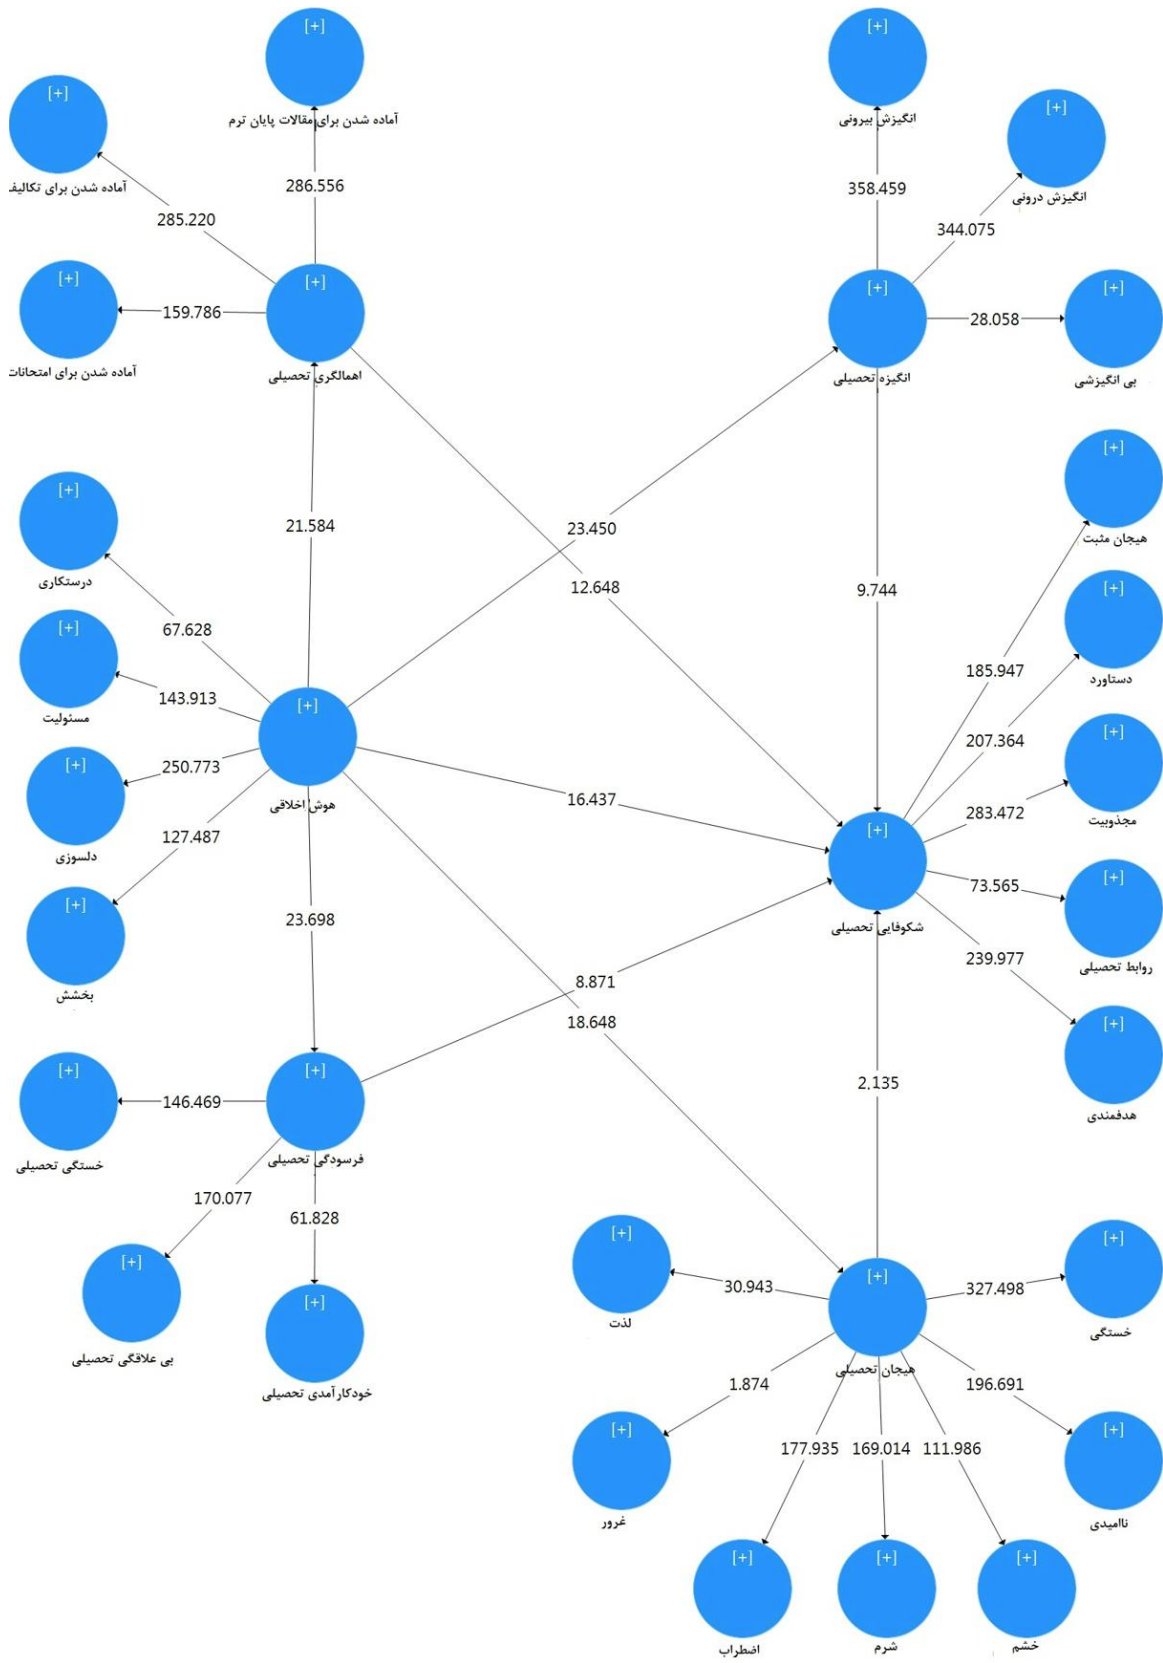 [+]
آماده شدن برای مقالات پایان ترم
[+]
انگیزش بیرونی
[+]
آماده شدن برای تکالیف
[+]
انگیزش درونی
286.556
358.459
285.220
344.075
[+]
آماده شدن برای امتحانات
159.786
[+]
اهمالگری تحصیلی
[+]
انگیزه تحصیلی
28.058
[+]
بی انگیزشی
21.584
23.450
12.648
9.744
[+]
هیجان مثبت
[+]
درستکاری
67.628
[+]
دستاورد
185.947
[+]
مسئولیت
143.913
[+]
هوش اخلاقی
207.364
[+]
دلسوزی
250.773
[+]
مجذوبیت
283.472
16.437
127.487
[+]
شکوفایی تحصیلی
73.565
[+]
روابط تحصیلی
[+]
بخشش
23.698
239.977
8.871
18.648
[+]
هدفمندی
2.135
[+]
خستگی تحصیلی
146.469
[+]
فرسودگی تحصیلی
170.077
61.828
[+]
بی علاقگی تحصیلی
[+]
خودکارآمدی تحصیلی
[+]
لذت
30.943
[+]
هیجان تحصیلی
327.498
[+]
خستگی
1.874
196.691
[+]
غرور
177.935
169.014
111.986
[+]
ناامیدی
[+]
اضطراب
[+]
شرم
[+]
خشم